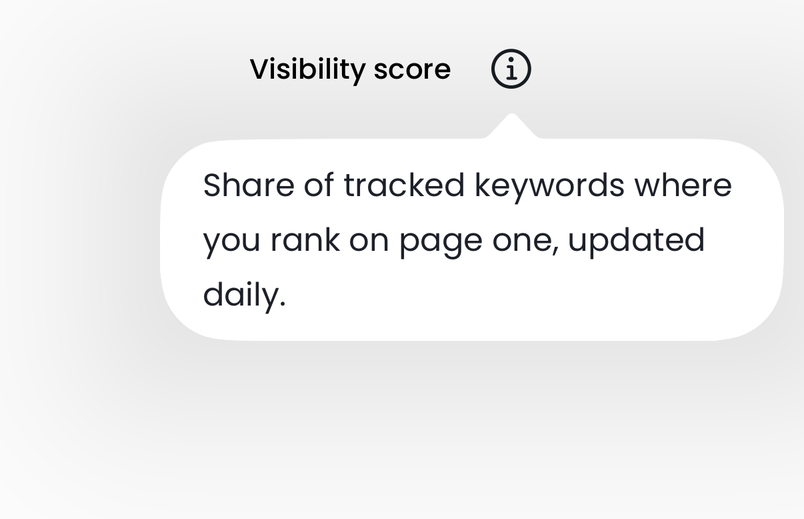 Visibility score
Share of tracked keywords where
you rank on page one, updated
daily.